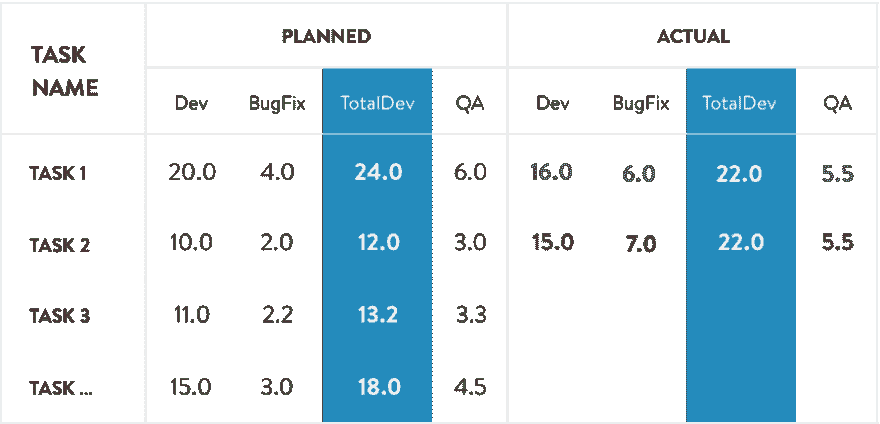 TASK NAME PLANNED ACTUAL
Dev BugFix TotalDev QA Dev BugFix TotalDev QA
TASK 1 20.0 4.0 24.0 6.0 16.0 6.0 22.0 5.5
TASK 2 10.0 2.0 12.0 3.0 15.0 7.0 22.0 5.5
TASK 3 11.0 2.2 13.2 3.3
TASK ... 15.0 3.0 18.0 4.5